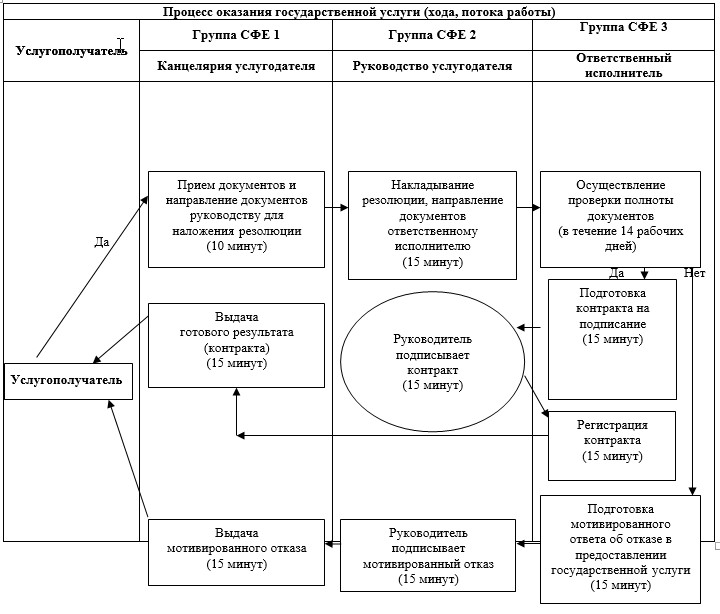 Процесс оказания государственной услуги (хода, потока работы)
Услугополучатель
Группа СФЕ 1
Группа СФЕ 2
Группа СФЕ 3
Канцелярия услугодателя
Руководство услугодателя
Ответственный
исполнитель
Прием документов и
направление документов
руководству для
наложения резолюции
(10 минут)
Накладывание
резолюции, направление
документов
ответственному
исполнителю
(15 минут)
Осуществление
проверки полноты
документов
(в течение 14 рабочих
дней)
Да
Да
Нет
Подготовка
контракта на
подписание
(15 минут)
Выдача
готового результата
(контракта)
(15 минут)
Руководитель
подписывает
контракт
(15 минут)
Услугополучатель
Регистрация
контракта
(15 минут)
Выдача
мотивированного отказа
(15 минут)
Руководитель
подписывает
мотивированный отказ
(15 минут)
Подготовка
мотивированного
ответа об отказе в
предоставлении
государственной услуги
(15 минут)